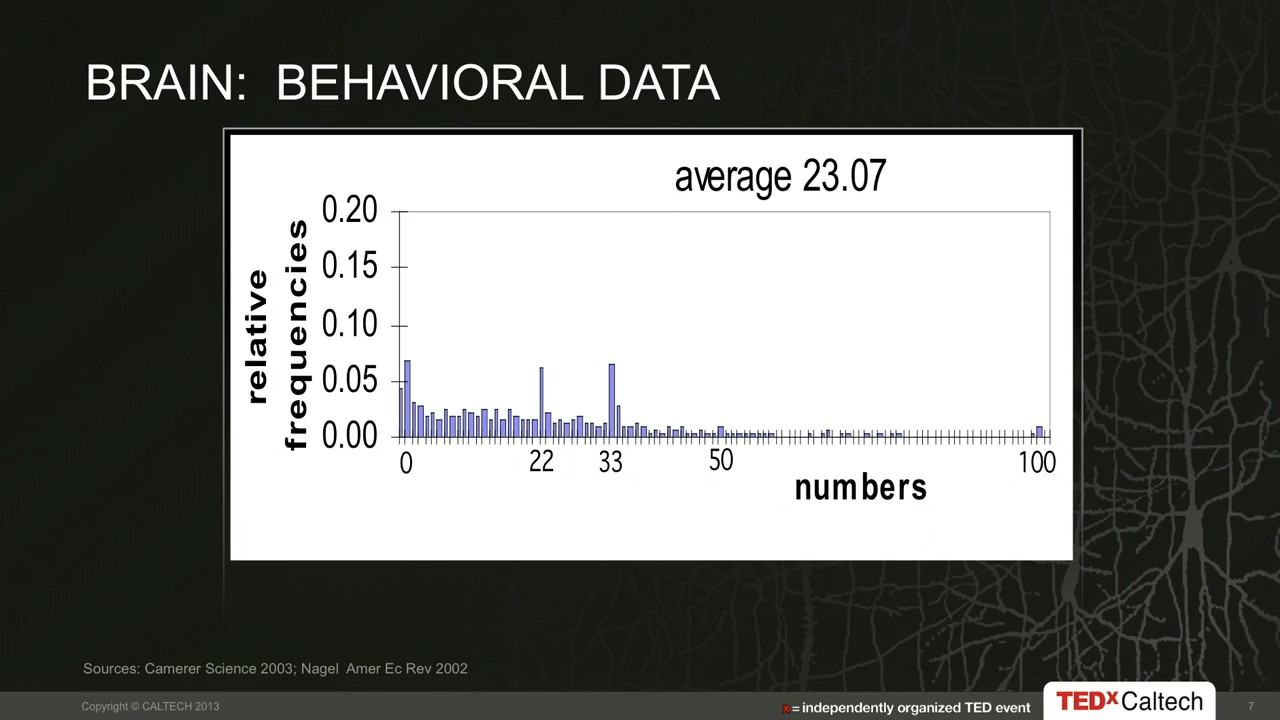 BRAIN: BEHAVIORAL DATA
average 23.07
relative
frequencies
0.20
0.15
0.10
0.05
0.00
0 22 33 50 100
numbers
Sources: Camerer Science 2003; Nagel Amer Ec Rev 2002
Copyright © CALTECH 2013
x = independently organized TED event
TEDxCaltech
7